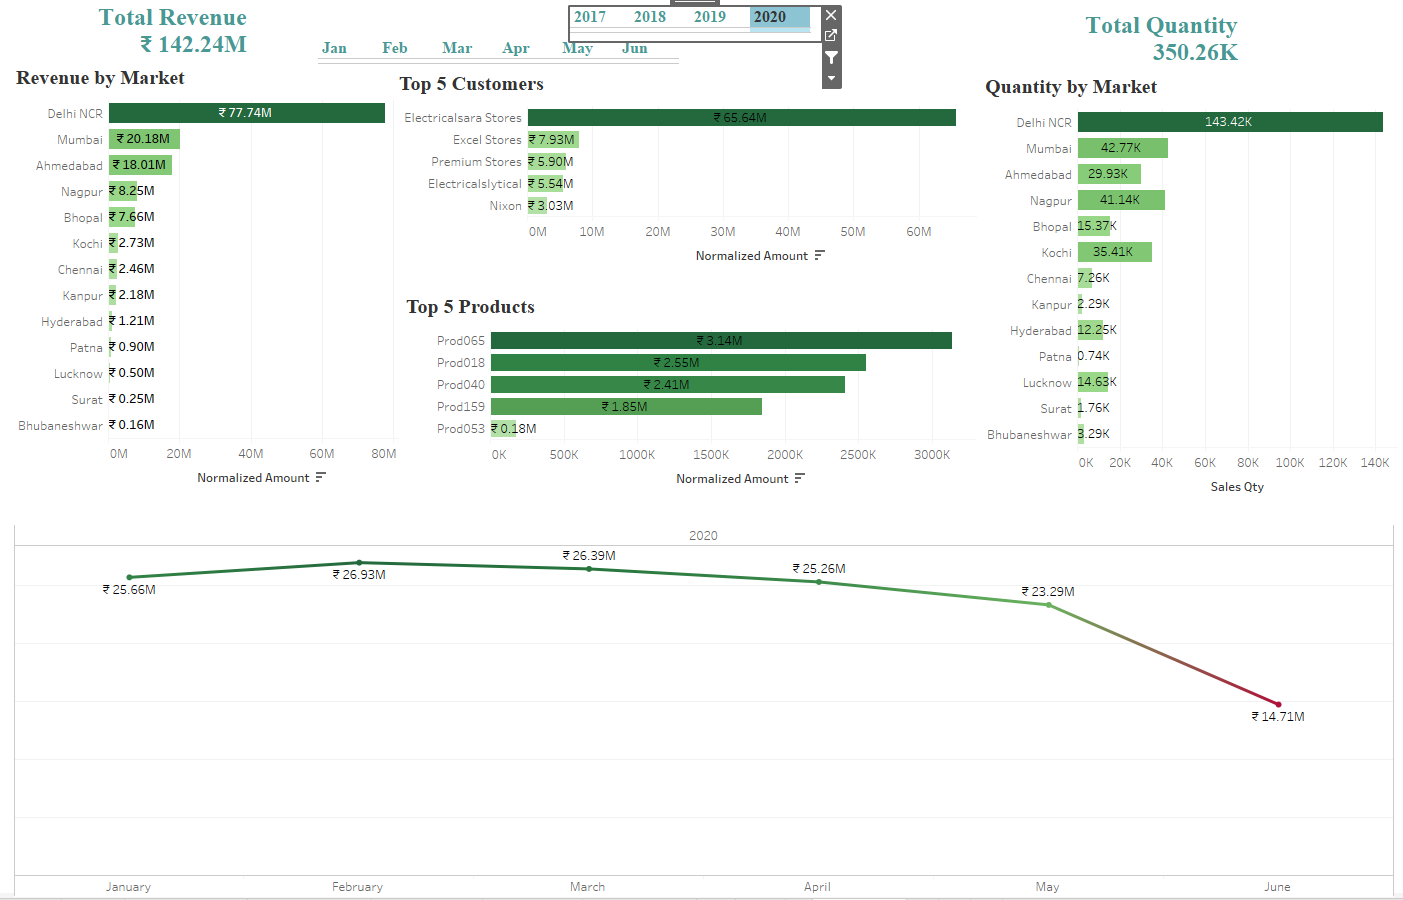 Total Revenue
₹ 142.24M
2017 2018 2019 2020
Jan Feb Mar Apr May Jun
Total Quantity
350.26K
Revenue by Market
Delhi NCR ₹ 77.74M
Mumbai ₹ 20.18M
Ahmedabad ₹ 18.01M
Nagpur ₹ 8.25M
Bhopal ₹ 7.66M
Kochi ₹ 2.73M
Chennai ₹ 2.46M
Kanpur ₹ 2.18M
Hyderabad ₹ 1.21M
Patna ₹ 0.90M
Lucknow ₹ 0.50M
Surat ₹ 0.25M
Bhubaneshwar ₹ 0.16M
0M 20M 40M 60M 80M
Normalized Amount
Top 5 Customers
Electricalsara Stores ₹ 65.64M
Excel Stores ₹ 7.93M
Premium Stores ₹ 5.90M
Electricalslytical ₹ 5.54M
Nixon ₹ 3.03M
0M 10M 20M 30M 40M 50M 60M
Normalized Amount
Top 5 Products
Prod065 ₹ 3.14M
Prod018 ₹ 2.55M
Prod040 ₹ 2.41M
Prod159 ₹ 1.85M
Prod053 ₹ 0.18M
0K 500K 1000K 1500K 2000K 2500K 3000K
Normalized Amount
Quantity by Market
Delhi NCR 143.42K
Mumbai 42.77K
Ahmedabad 29.93K
Nagpur 41.14K
Bhopal 15.37K
Kochi 35.41K
Chennai 7.26K
Kanpur 2.29K
Hyderabad 12.25K
Patna 0.74K
Lucknow 14.63K
Surat 1.76K
Bhubaneshwar 3.29K
0K 20K 40K 60K 80K 100K 120K 140K
Sales Qty
2020
₹ 25.66M ₹ 26.93M ₹ 26.39M ₹ 25.26M ₹ 23.29M ₹ 14.71M
January February March April May June